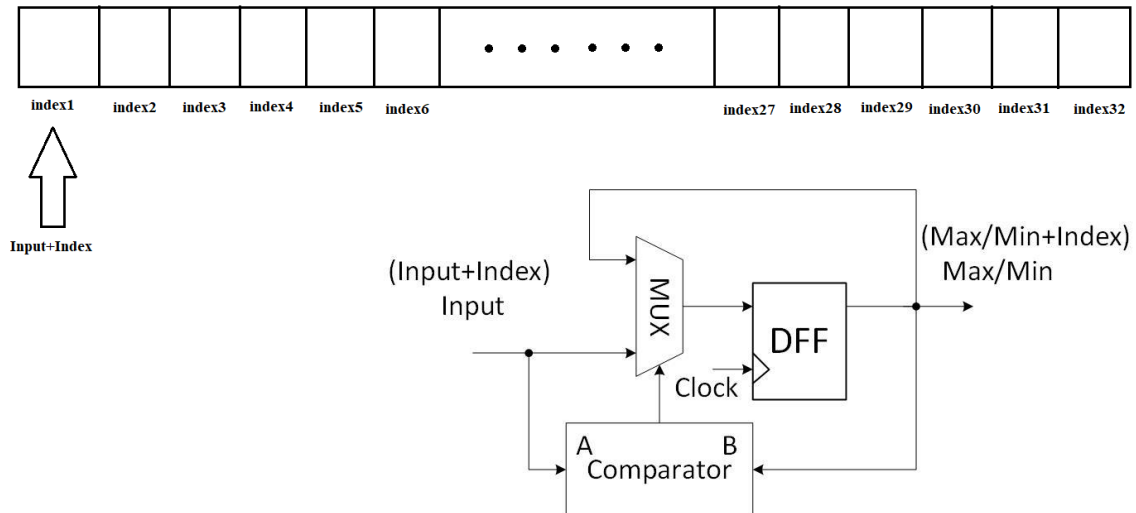 index1 index2 index3 index4 index5 index6 index27 index28 index29 index30 index31 index32
Input+Index
(Input+Index)
Input
MUX
DFF
Clock
(Max/Min+Index)
Max/Min
A B
Comparator